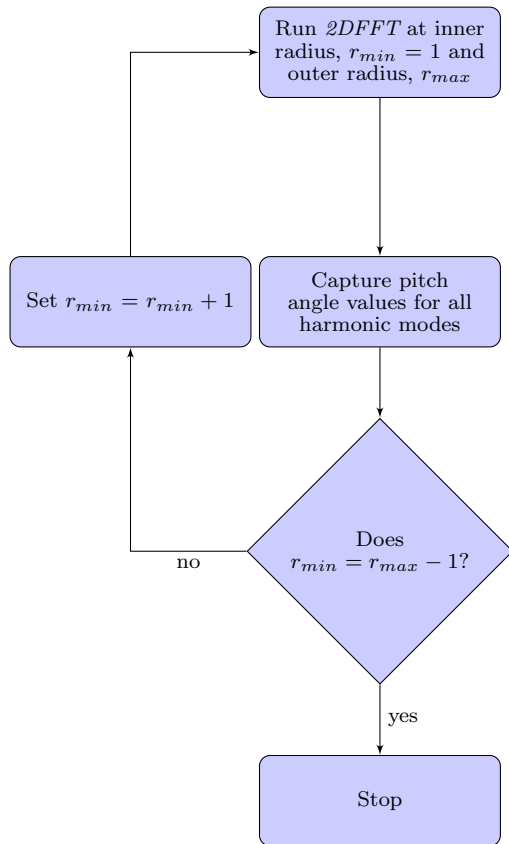 Run 2DFFT at inner
radius, r_min = 1 and
outer radius, r_max
Set r_min = r_min + 1
Capture pitch
angle values for all
harmonic modes
Does
r_min = r_max − 1?
no
yes
Stop